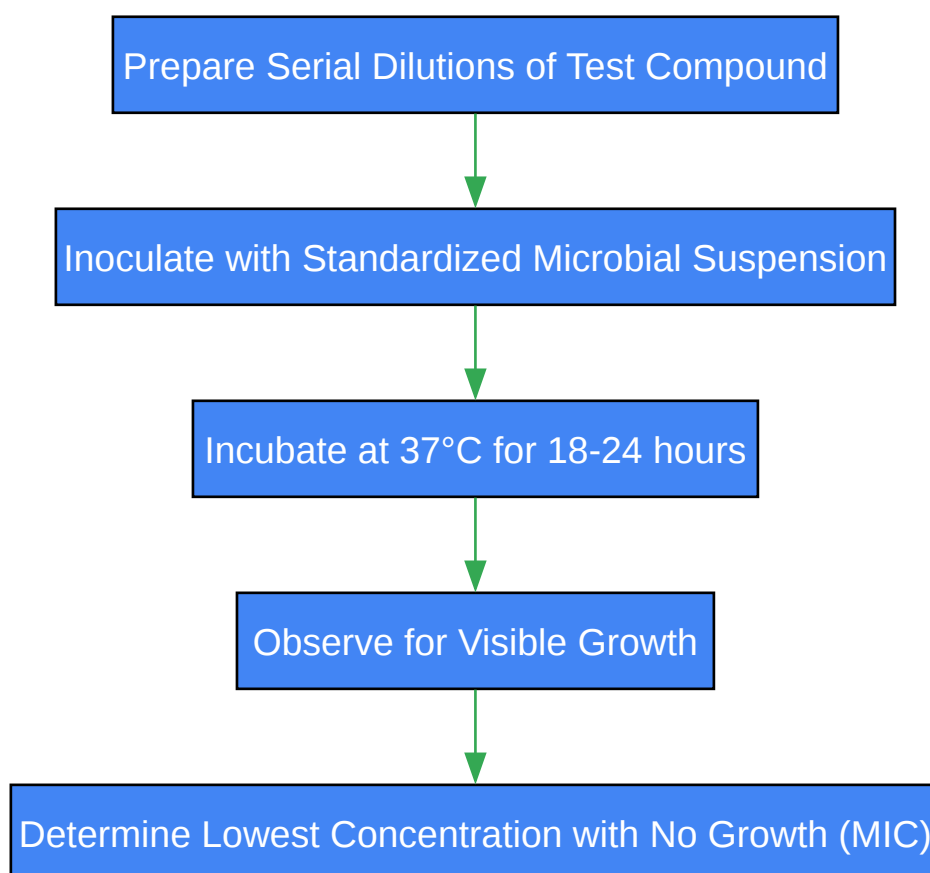 Prepare Serial Dilutions of Test Compound
Inoculate with Standardized Microbial Suspension
Incubate at 37°C for 18-24 hours
Observe for Visible Growth
Determine Lowest Concentration with No Growth (MIC)